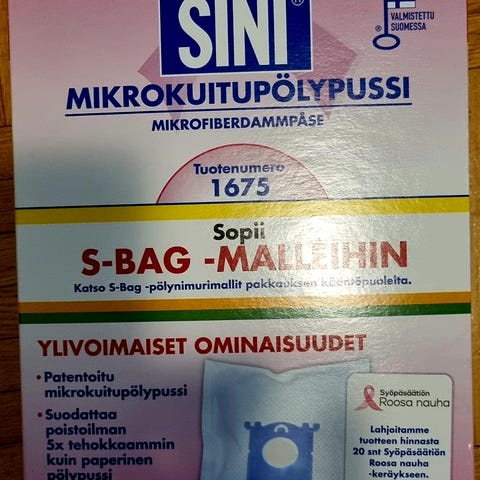 SINI®
VALMISTETTU
SUOMESSA
MIKROKUITUPÖLYPUSSI
MIKROFIBERDAMMPÅSE
Tuotenumero
1675
Sopii
S-BAG -MALLEIHIN
Katso S-Bag -pölynimurimallit pakkauksen kääntöpuolelta.
YLIVOIMAISET OMINAISUUDET
• Patentoitu
mikrokuitupölypussi
• Suodattaa
poistoilman
5x tehokkaammin
kuin paperinen
pölypussi
Syöpäsäätiön
Roosa nauha
Lahjoitamme
tuotteen hinnasta
20 snt Syöpäsäätiön
Roosa nauha
-keräykseen.